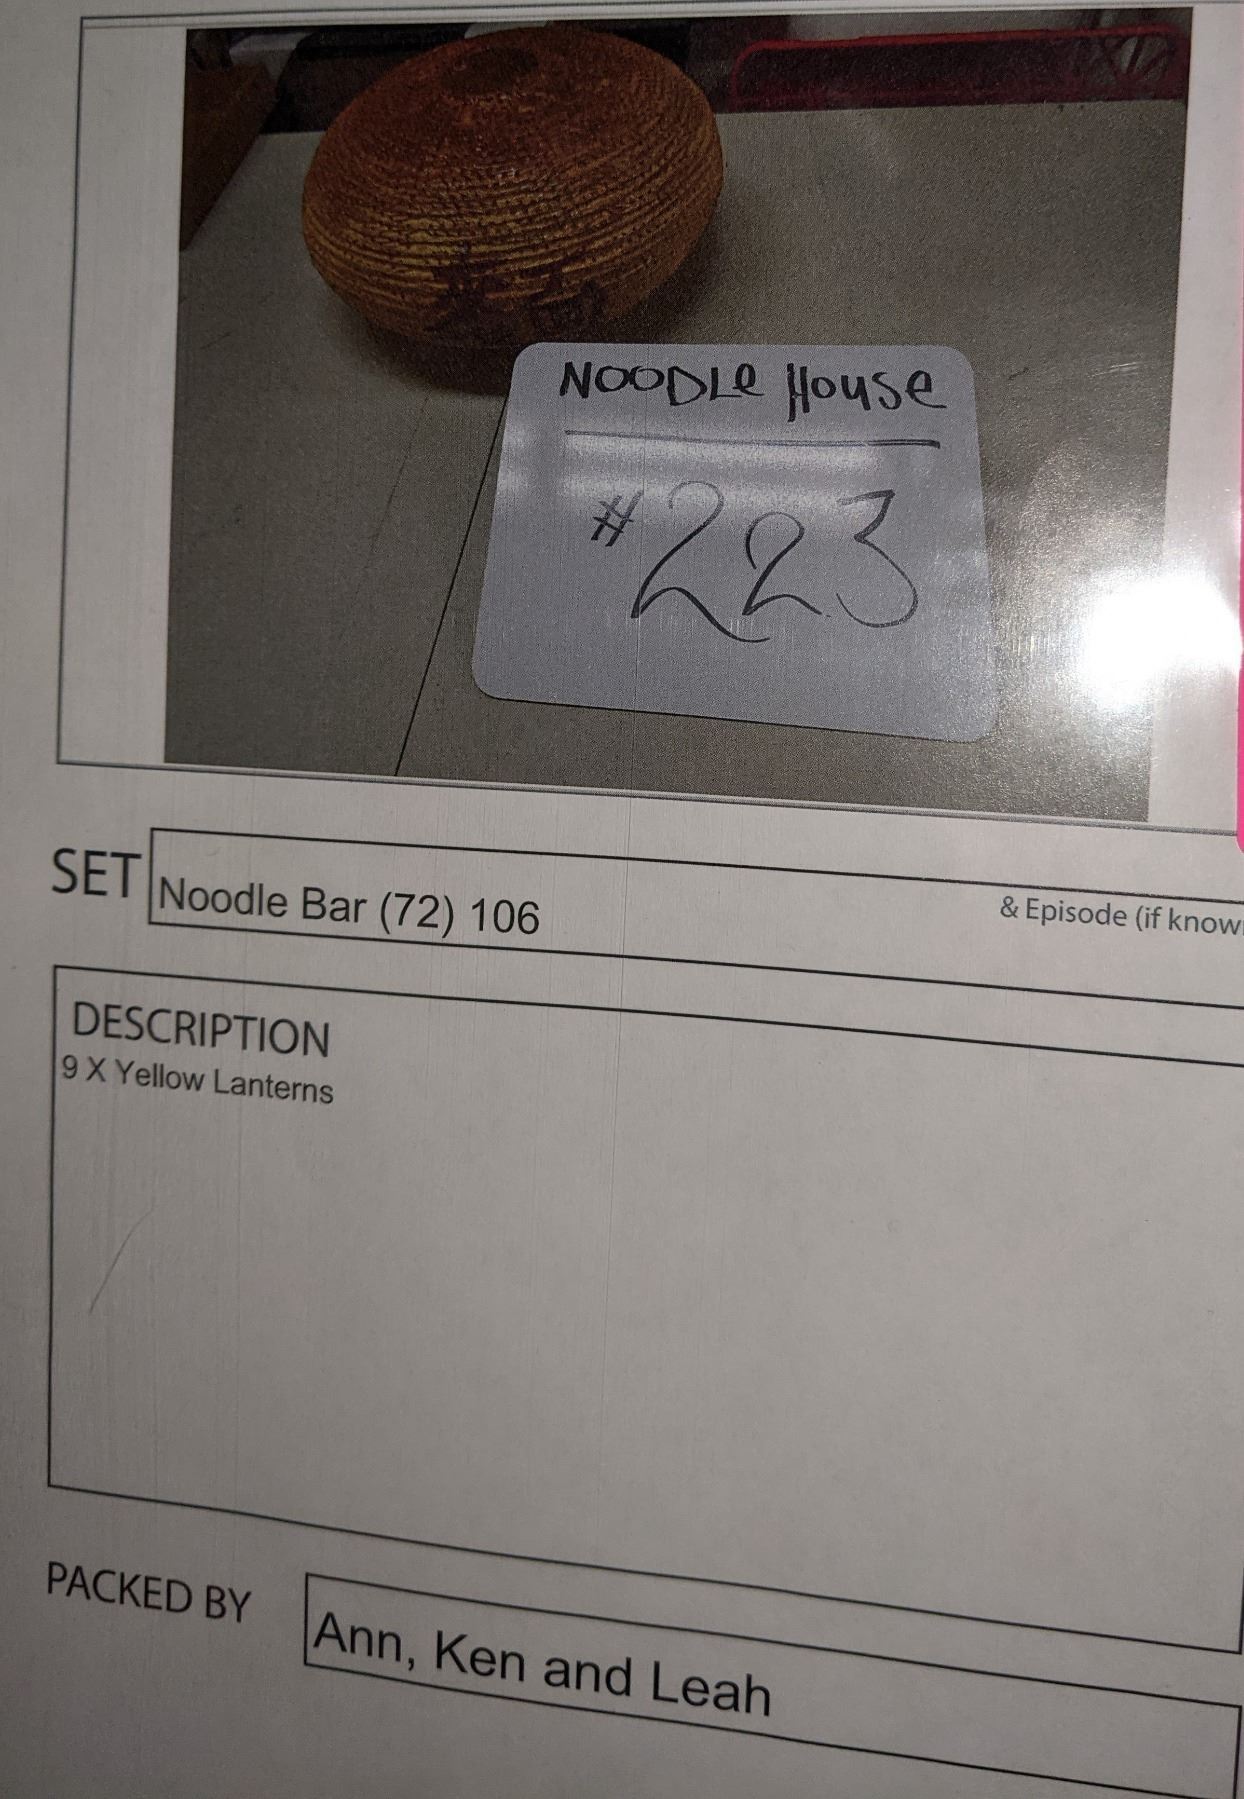 NOODLe House
#223
SET
Noodle Bar (72) 106
& Episode (if know
DESCRIPTION
9 X Yellow Lanterns
PACKED BY
Ann, Ken and Leah